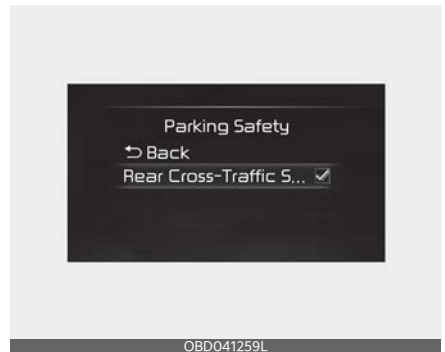 Parking Safety
⮌ Back
Rear Cross-Traffic S... ✓
OBD041259L